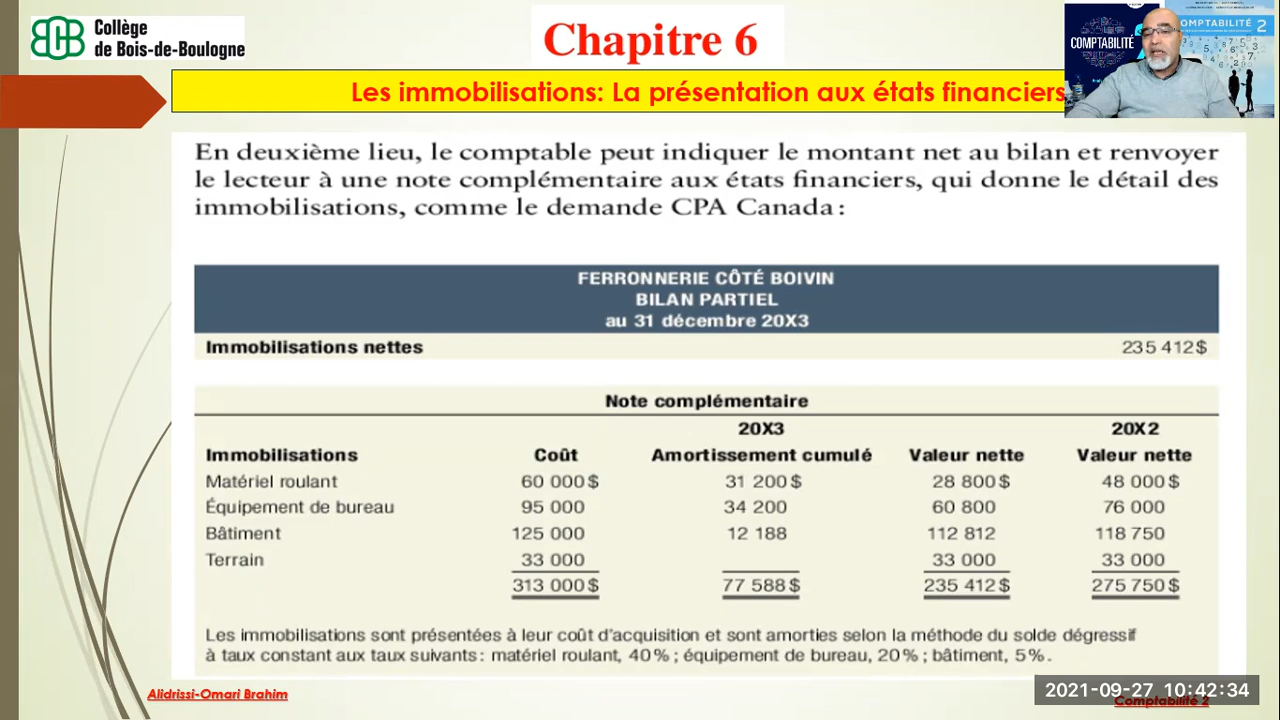 Collège
de Bois-de-Boulogne
Chapitre 6
COMPTABILITÉ
COMPTABILITÉ 2
Les immobilisations: La présentation aux états financiers
En deuxième lieu, le comptable peut indiquer le montant net au bilan et renvoyer
le lecteur à une note complémentaire aux états financiers, qui donne le détail des
immobilisations, comme le demande CPA Canada :
FERRONNERIE CÔTÉ BOIVIN
BILAN PARTIEL
au 31 décembre 20X3
Immobilisations nettes 235 412 $
Note complémentaire
20X3 20X2
Immobilisations Coût Amortissement cumulé Valeur nette Valeur nette
Matériel roulant 60 000 $ 31 200 $ 28 800 $ 48 000 $
Équipement de bureau 95 000 34 200 60 800 76 000
Bâtiment 125 000 12 188 112 812 118 750
Terrain 33 000 33 000 33 000
313 000 $ 77 588 $ 235 412 $ 275 750 $
Les immobilisations sont présentées à leur coût d'acquisition et sont amorties selon la méthode du solde dégressif
à taux constant aux taux suivants : matériel roulant, 40 % ; équipement de bureau, 20 % ; bâtiment, 5 %.
Alidrissi-Omari Brahim
2021-09-27 10:42:34
Comptabilité 2